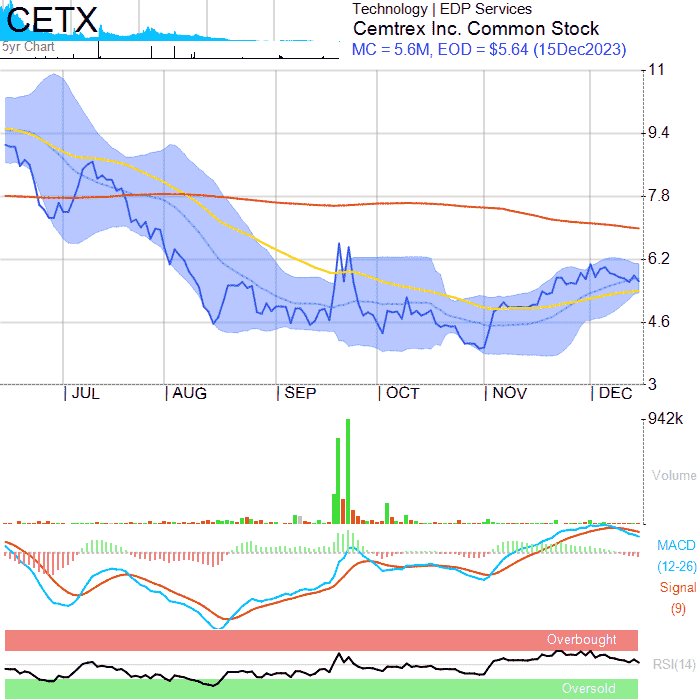 CETX
5yr Chart
Technology | EDP Services
Cemtrex Inc. Common Stock
MC = 5.6M, EOD = $5.64 (15Dec2023)
11
9.4
7.8
6.2
4.6
3
JUL AUG SEP OCT NOV DEC
942k
Volume
MACD
(12-26)
Signal
(9)
Overbought
RSI(14)
Oversold